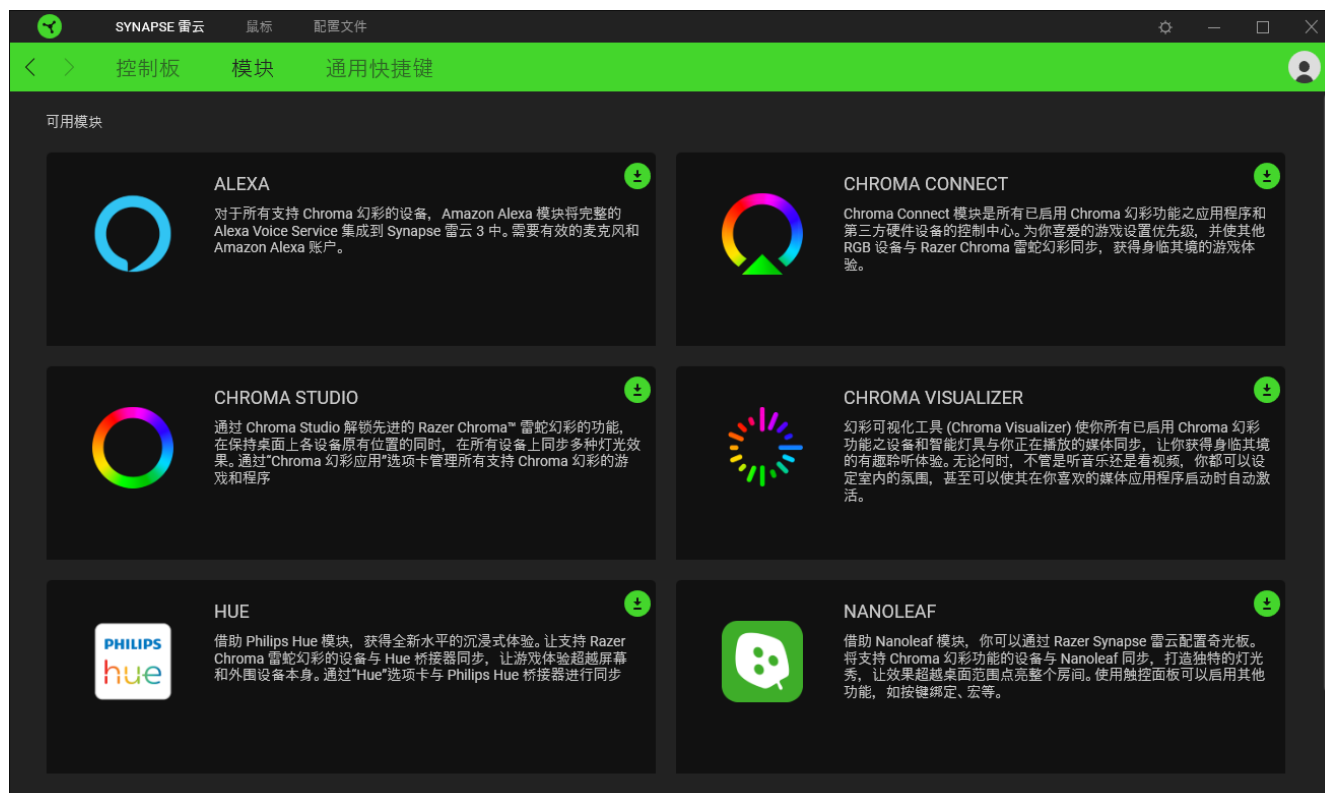 SYNAPSE 雷云 鼠标 配置文件
控制板 模块 通用快捷键
可用模块
ALEXA
对于所有支持 Chroma 幻彩的设备，Amazon Alexa 模块将完整的
Alexa Voice Service 集成到 Synapse 雷云 3 中。需要有效的麦克风和
Amazon Alexa 账户。
CHROMA CONNECT
Chroma Connect 模块是所有已启用 Chroma 幻彩功能之应用程序和
第三方硬件设备的控制中心。为你喜爱的游戏设置优先级，并使其他
RGB 设备与 Razer Chroma 雷蛇幻彩同步，获得身临其境的游戏体
验。
CHROMA STUDIO
通过 Chroma Studio 解锁先进的 Razer Chroma™ 雷蛇幻彩的功能，
在保持桌面上各设备原有位置的同时，在所有设备上同步多种灯光效
果。通过“Chroma 幻彩应用”选项卡管理所有支持 Chroma 幻彩的游
戏和程序
CHROMA VISUALIZER
幻彩可视化工具 (Chroma Visualizer) 使你所有已启用 Chroma 幻彩
功能之设备和智能灯具与你正在播放的媒体同步，让你获得身临其境
的有趣聆听体验。无论何时，不管是听音乐还是看视频，你都可以设
定室内的氛围，甚至可以使其在你喜欢的媒体应用程序启动时自动激
活。
PHILIPS
hue
HUE
借助 Philips Hue 模块，获得全新水平的沉浸式体验。让支持 Razer
Chroma 雷蛇幻彩的设备与 Hue 桥接器同步，让游戏体验超越屏幕
和外围设备本身。通过“Hue”选项卡与 Philips Hue 桥接器进行同步
NANOLEAF
借助 Nanoleaf 模块，你可以通过 Razer Synapse 雷云配置奇光板。
将支持 Chroma 幻彩功能的设备与 Nanoleaf 同步，打造独特的灯光
秀，让效果超越桌面范围点亮整个房间。使用触控面板可以启用其他
功能，如按键绑定、宏等。